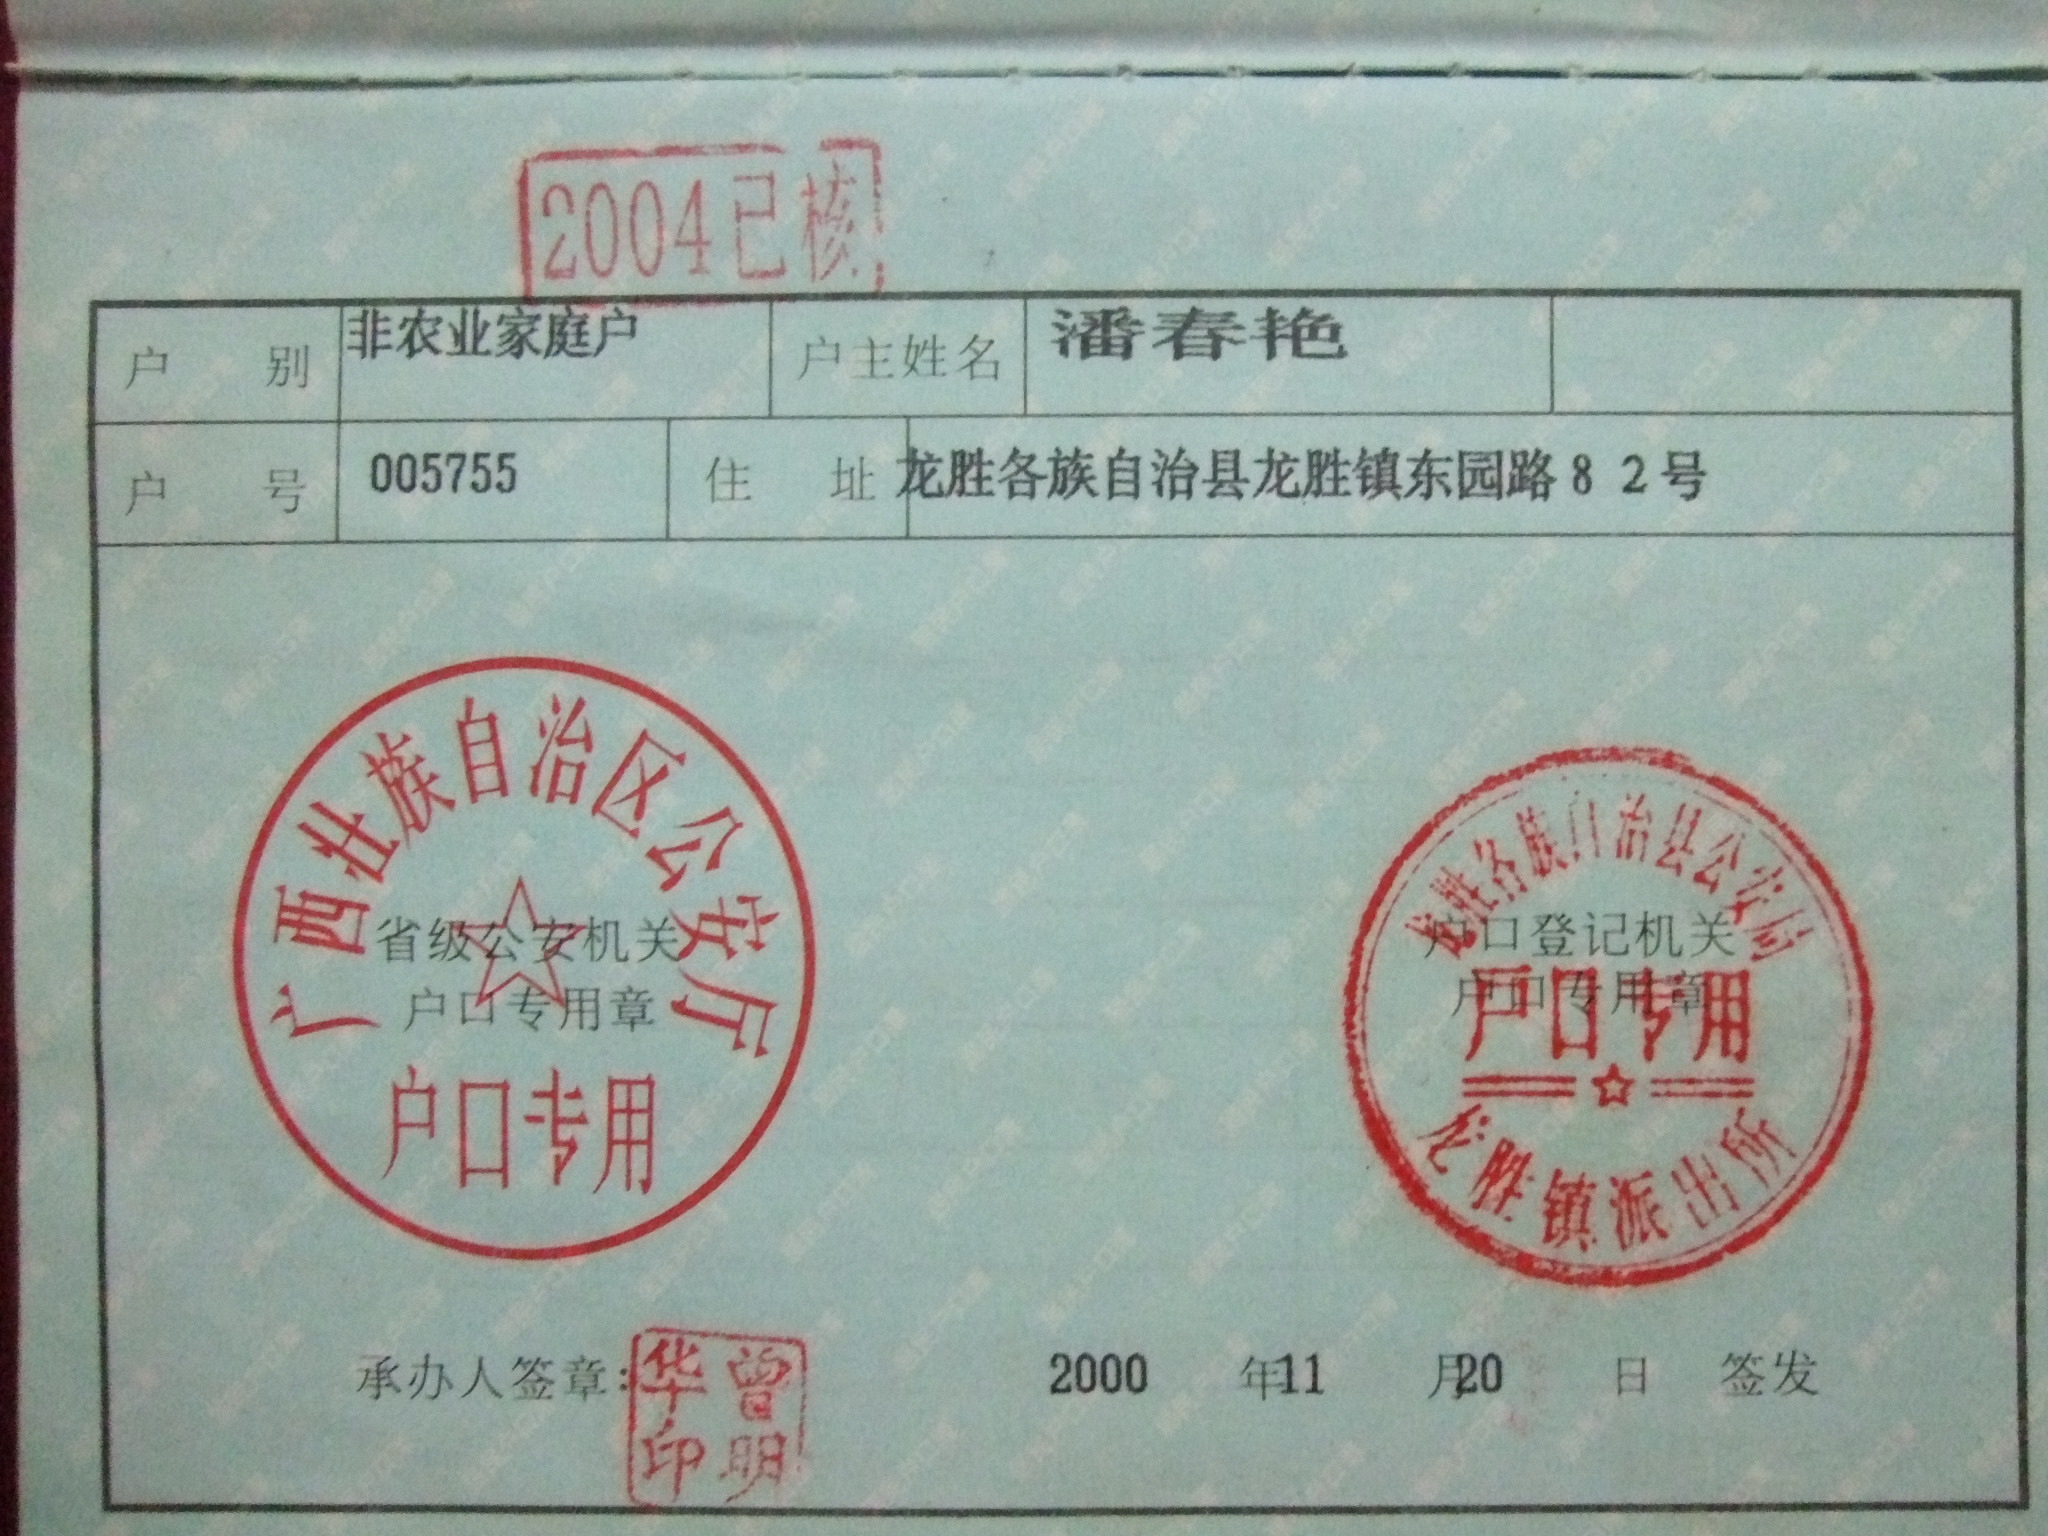 2004已核
户 别 非农业家庭户 户主姓名 潘春艳
户 号 005755 住 址 龙胜各族自治县龙胜镇东园路82号
广西壮族自治区公安厅
省级公安机关
户口专用章
户口专用
龙胜各族自治县公安局
户口登记机关
户口专用章
户口专用
龙胜镇派出所
承办人签章:
曾明华印
2000 年11 月20 日 签发